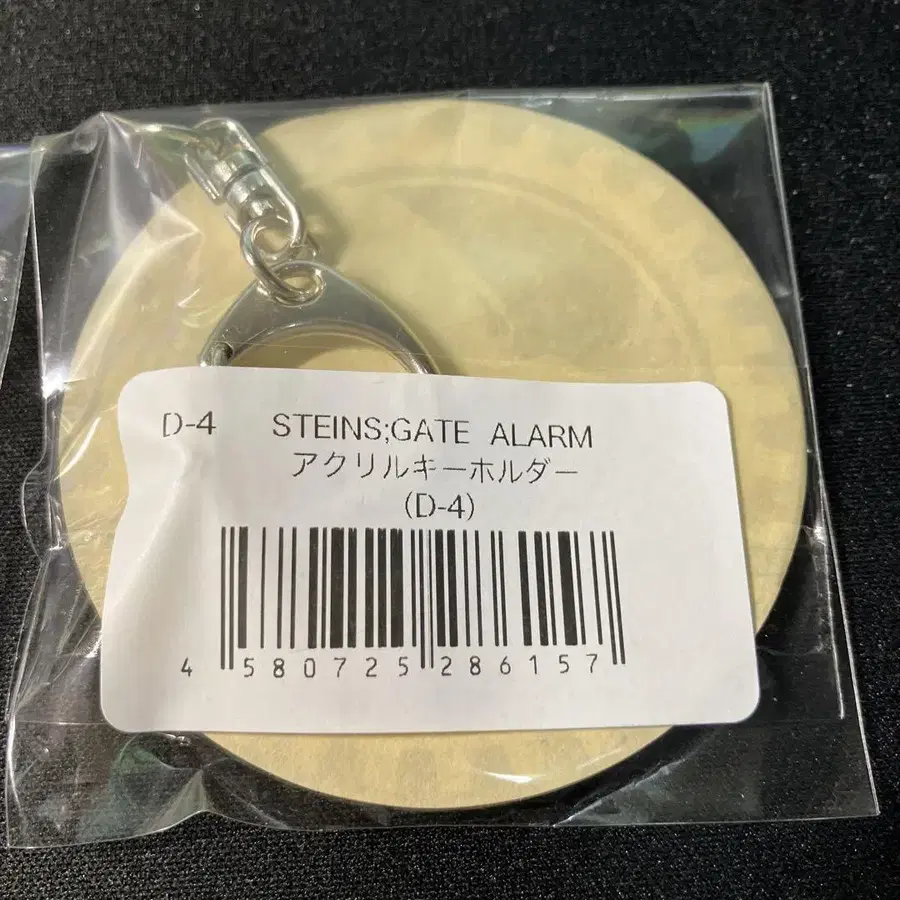 D-4 STEINS;GATE ALARM
アクリルキーホルダー
(D-4)
4 580725 286157